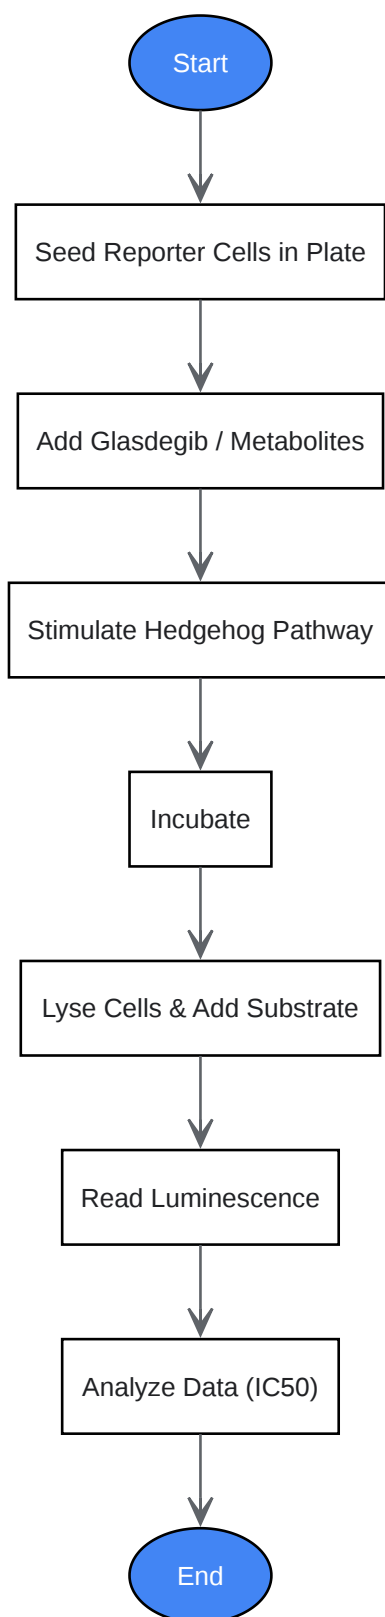 Start
Seed Reporter Cells in Plate
Add Glasdegib / Metabolites
Stimulate Hedgehog Pathway
Incubate
Lyse Cells & Add Substrate
Read Luminescence
Analyze Data (IC50)
End